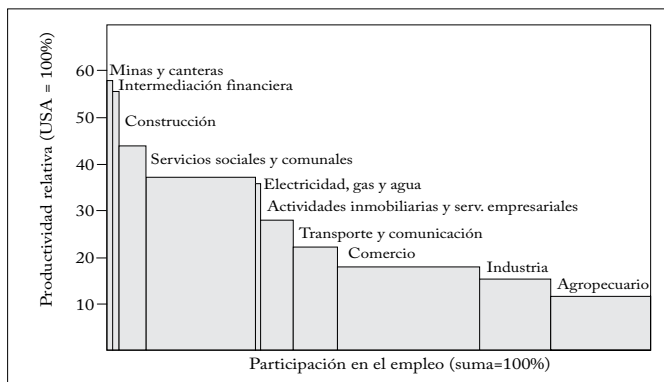 Productividad relativa (USA = 100%)
60
50
40
30
20
10
Minas y canteras
Intermediación financiera
Construcción
Servicios sociales y comunales
Electricidad, gas y agua
Actividades inmobiliarias y serv. empresariales
Transporte y comunicación
Comercio
Industria
Agropecuario
Participación en el empleo (suma=100%)